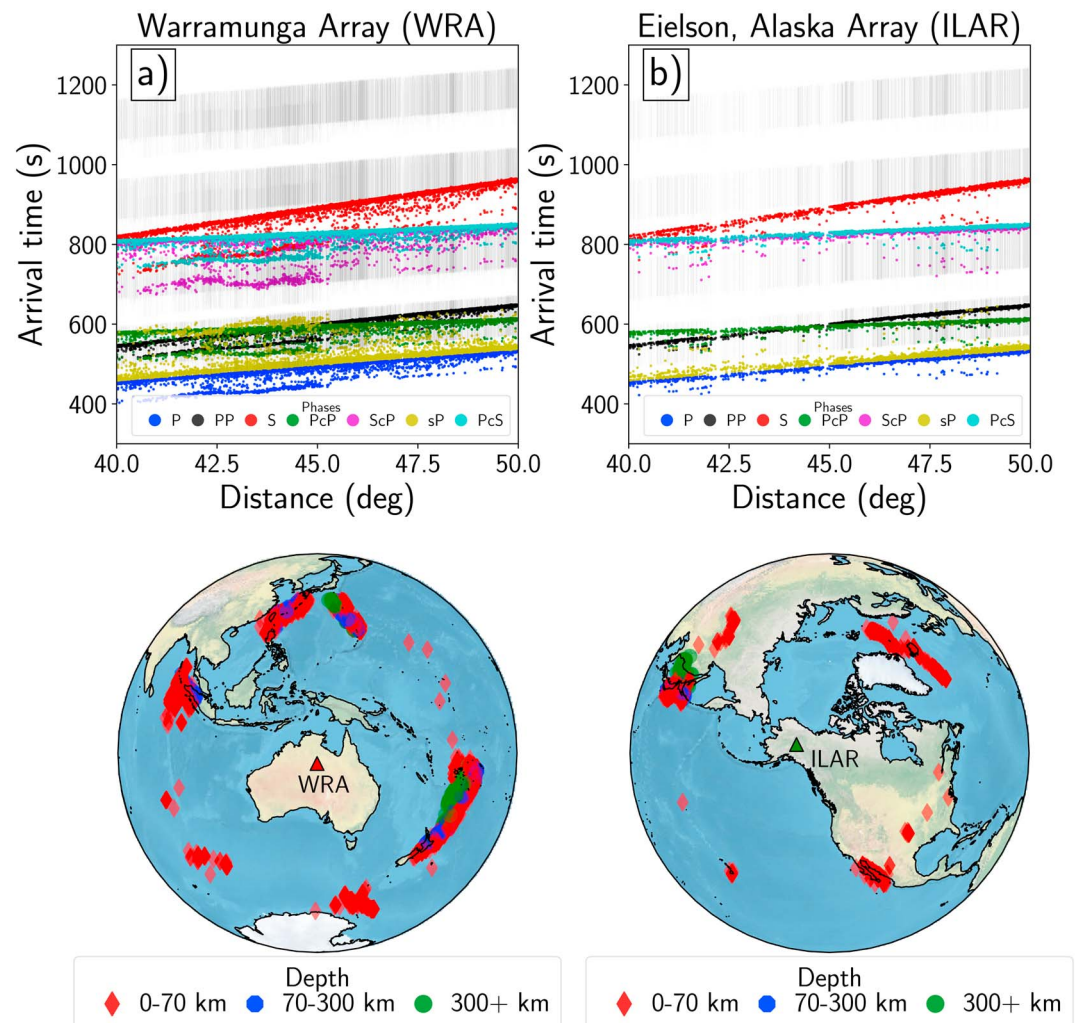 Warramunga Array (WRA)
a)
1200
1000
800
600
400
Arrival time (s)
Phases
P PP S PcP ScP sP PcS
40.0 42.5 45.0 47.5 50.0
Distance (deg)
Eielson, Alaska Array (ILAR)
b)
1200
1000
800
600
400
Arrival time (s)
Phases
P PP S PcP ScP sP PcS
40.0 42.5 45.0 47.5 50.0
Distance (deg)
WRA
Depth
0-70 km 70-300 km 300+ km
ILAR
Depth
0-70 km 70-300 km 300+ km